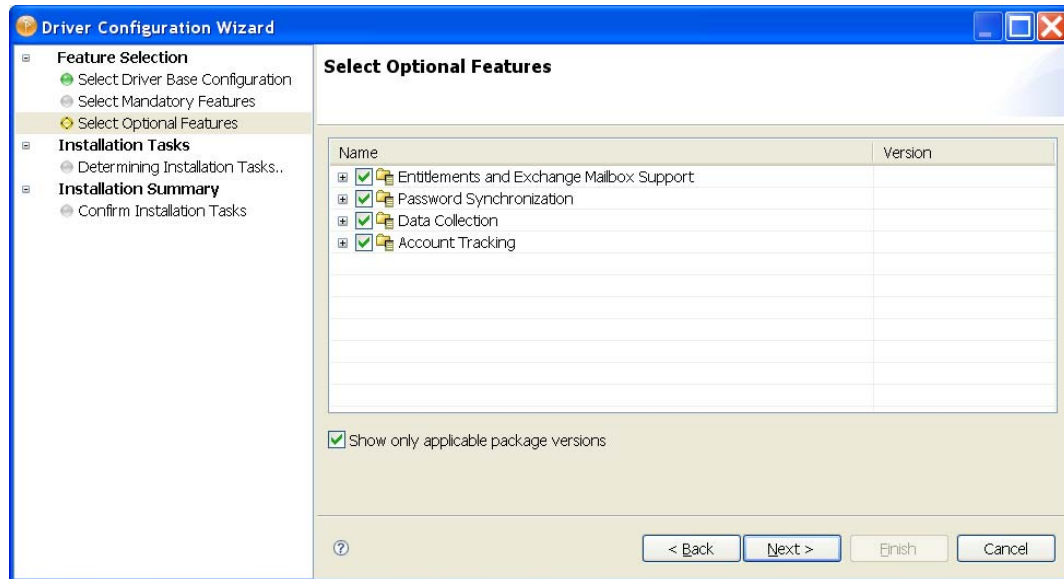 Driver Configuration Wizard
Feature Selection
Select Driver Base Configuration
Select Mandatory Features
Select Optional Features
Installation Tasks
Determining Installation Tasks..
Installation Summary
Confirm Installation Tasks
Select Optional Features
Name Version
Entitlements and Exchange Mailbox Support
Password Synchronization
Data Collection
Account Tracking
Show only applicable package versions
? < Back Next > Finish Cancel